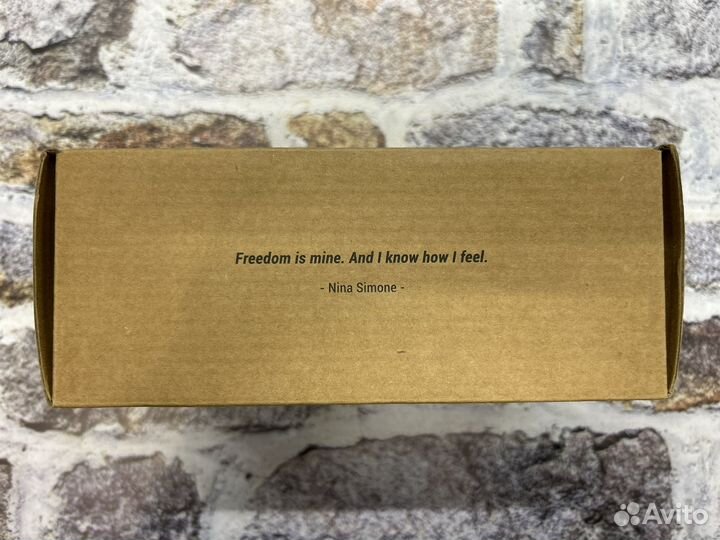 Freedom is mine. And I know how I feel.
- Nina Simone -
Avito